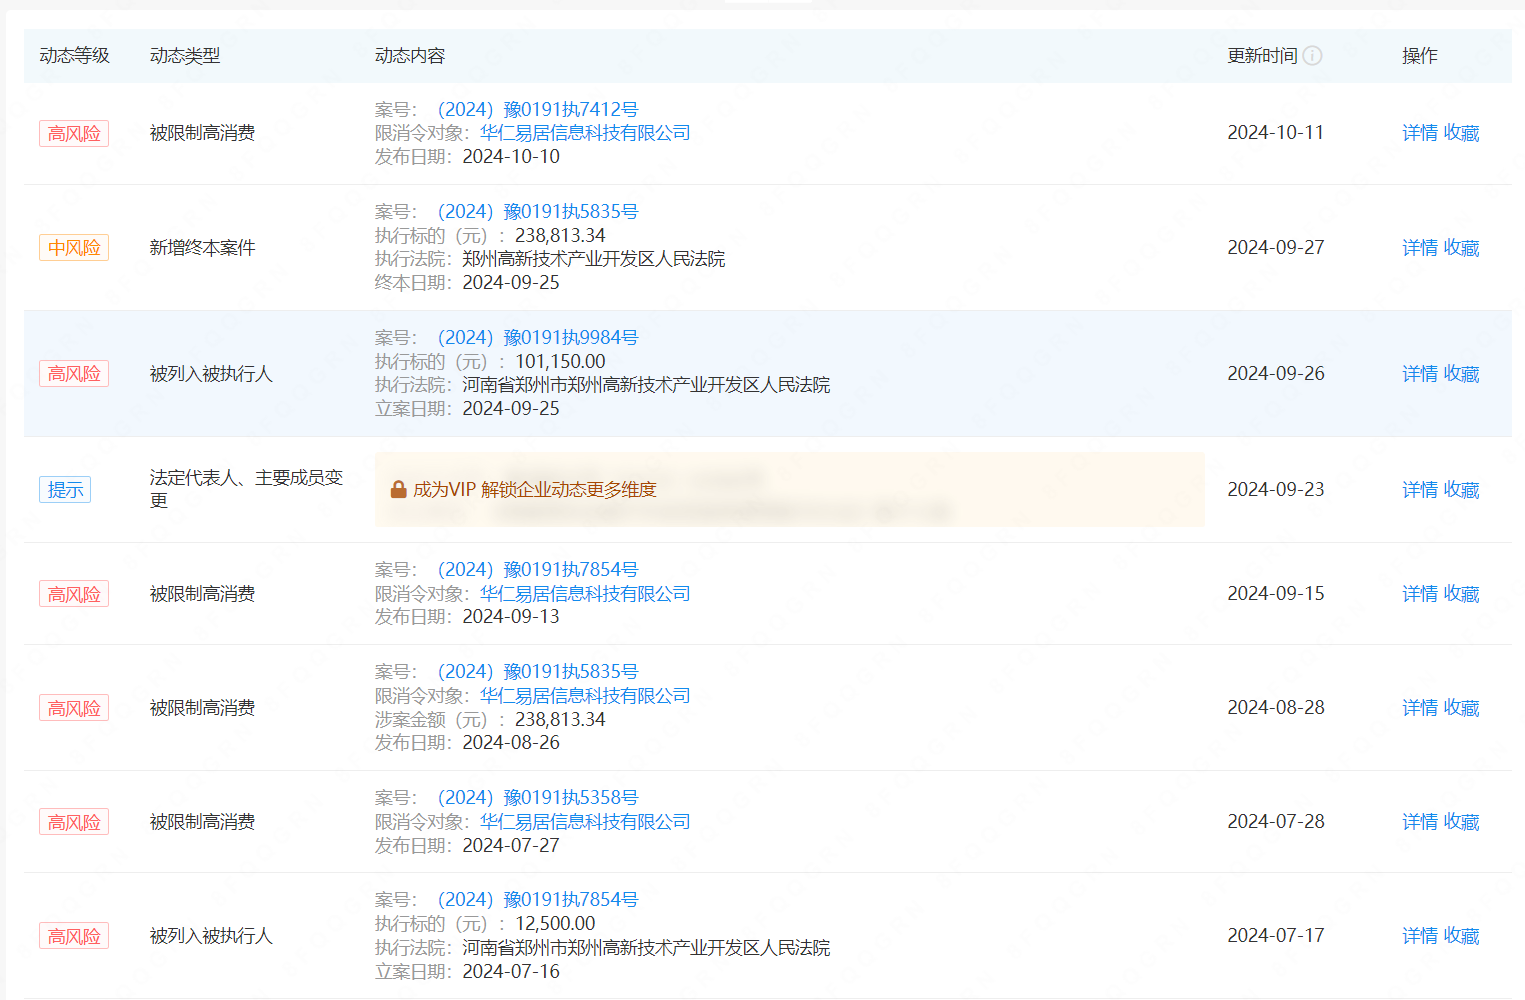 动态等级 动态类型 动态内容 更新时间 操作
高风险 被限制高消费
案号：（2024）豫0191执7412号
限消令对象：华仁易居信息科技有限公司
发布日期：2024-10-10
2024-10-11 详情 收藏
中风险 新增终本案件
案号：（2024）豫0191执5835号
执行标的（元）：238,813.34
执行法院：郑州高新技术产业开发区人民法院
终本日期：2024-09-25
2024-09-27 详情 收藏
高风险 被列入被执行人
案号：（2024）豫0191执9984号
执行标的（元）：101,150.00
执行法院：河南省郑州市郑州高新技术产业开发区人民法院
立案日期：2024-09-25
2024-09-26 详情 收藏
提示 法定代表人、主要成员变
更
成为VIP 解锁企业动态更多维度
2024-09-23 详情 收藏
高风险 被限制高消费
案号：（2024）豫0191执7854号
限消令对象：华仁易居信息科技有限公司
发布日期：2024-09-13
2024-09-15 详情 收藏
高风险 被限制高消费
案号：（2024）豫0191执5835号
限消令对象：华仁易居信息科技有限公司
涉案金额（元）：238,813.34
发布日期：2024-08-26
2024-08-28 详情 收藏
高风险 被限制高消费
案号：（2024）豫0191执5358号
限消令对象：华仁易居信息科技有限公司
发布日期：2024-07-27
2024-07-28 详情 收藏
高风险 被列入被执行人
案号：（2024）豫0191执7854号
执行标的（元）：12,500.00
执行法院：河南省郑州市郑州高新技术产业开发区人民法院
立案日期：2024-07-16
2024-07-17 详情 收藏